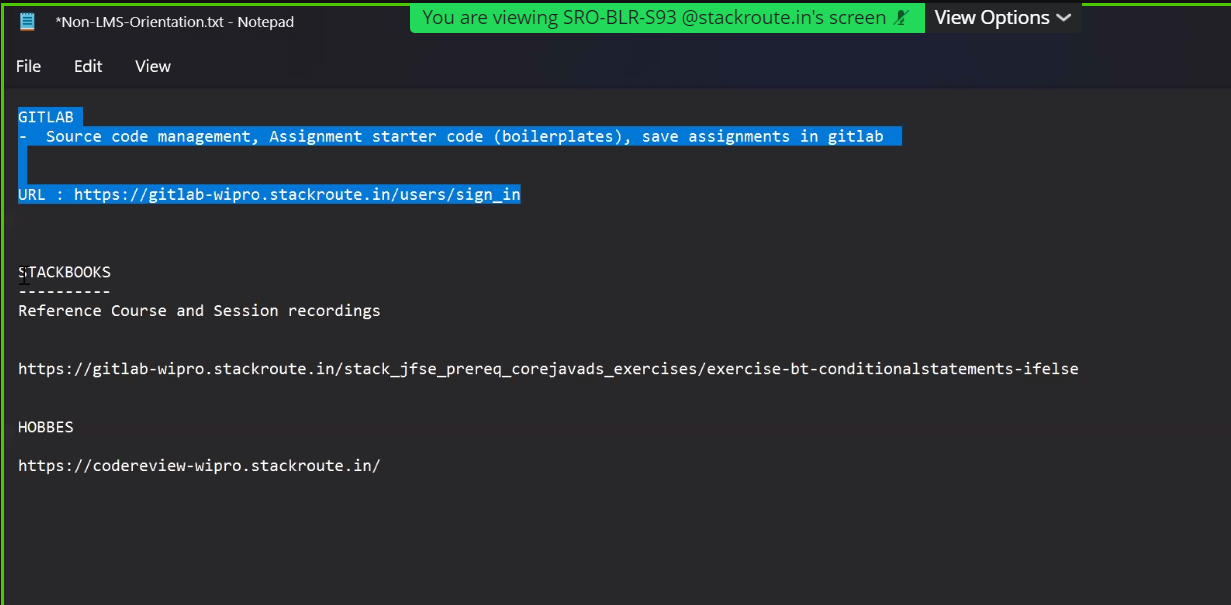 *Non-LMS-Orientation.txt - Notepad
You are viewing SRO-BLR-S93 @stackroute.in's screen
View Options
File Edit View
GITLAB
- Source code management, Assignment starter code (boilerplates), save assignments in gitlab
URL : https://gitlab-wipro.stackroute.in/users/sign_in
STACKBOOKS
----------
Reference Course and Session recordings
https://gitlab-wipro.stackroute.in/stack_jfse_prereq_corejavads_exercises/exercise-bt-conditionalstatements-ifelse
HOBBES
https://codereview-wipro.stackroute.in/